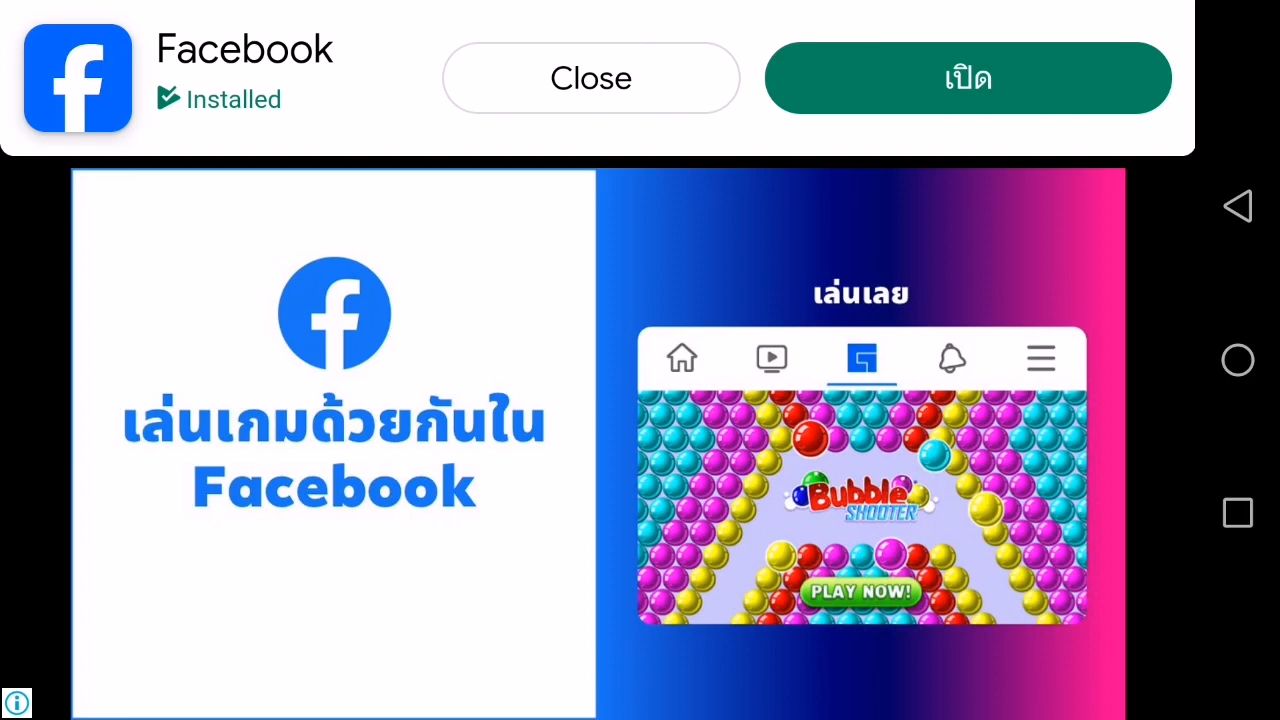 Facebook
Installed
Close
เปิด
เล่นเกมด้วยกันใน
Facebook
เล่นเลย
Bubble
SHOOTER
PLAY NOW!